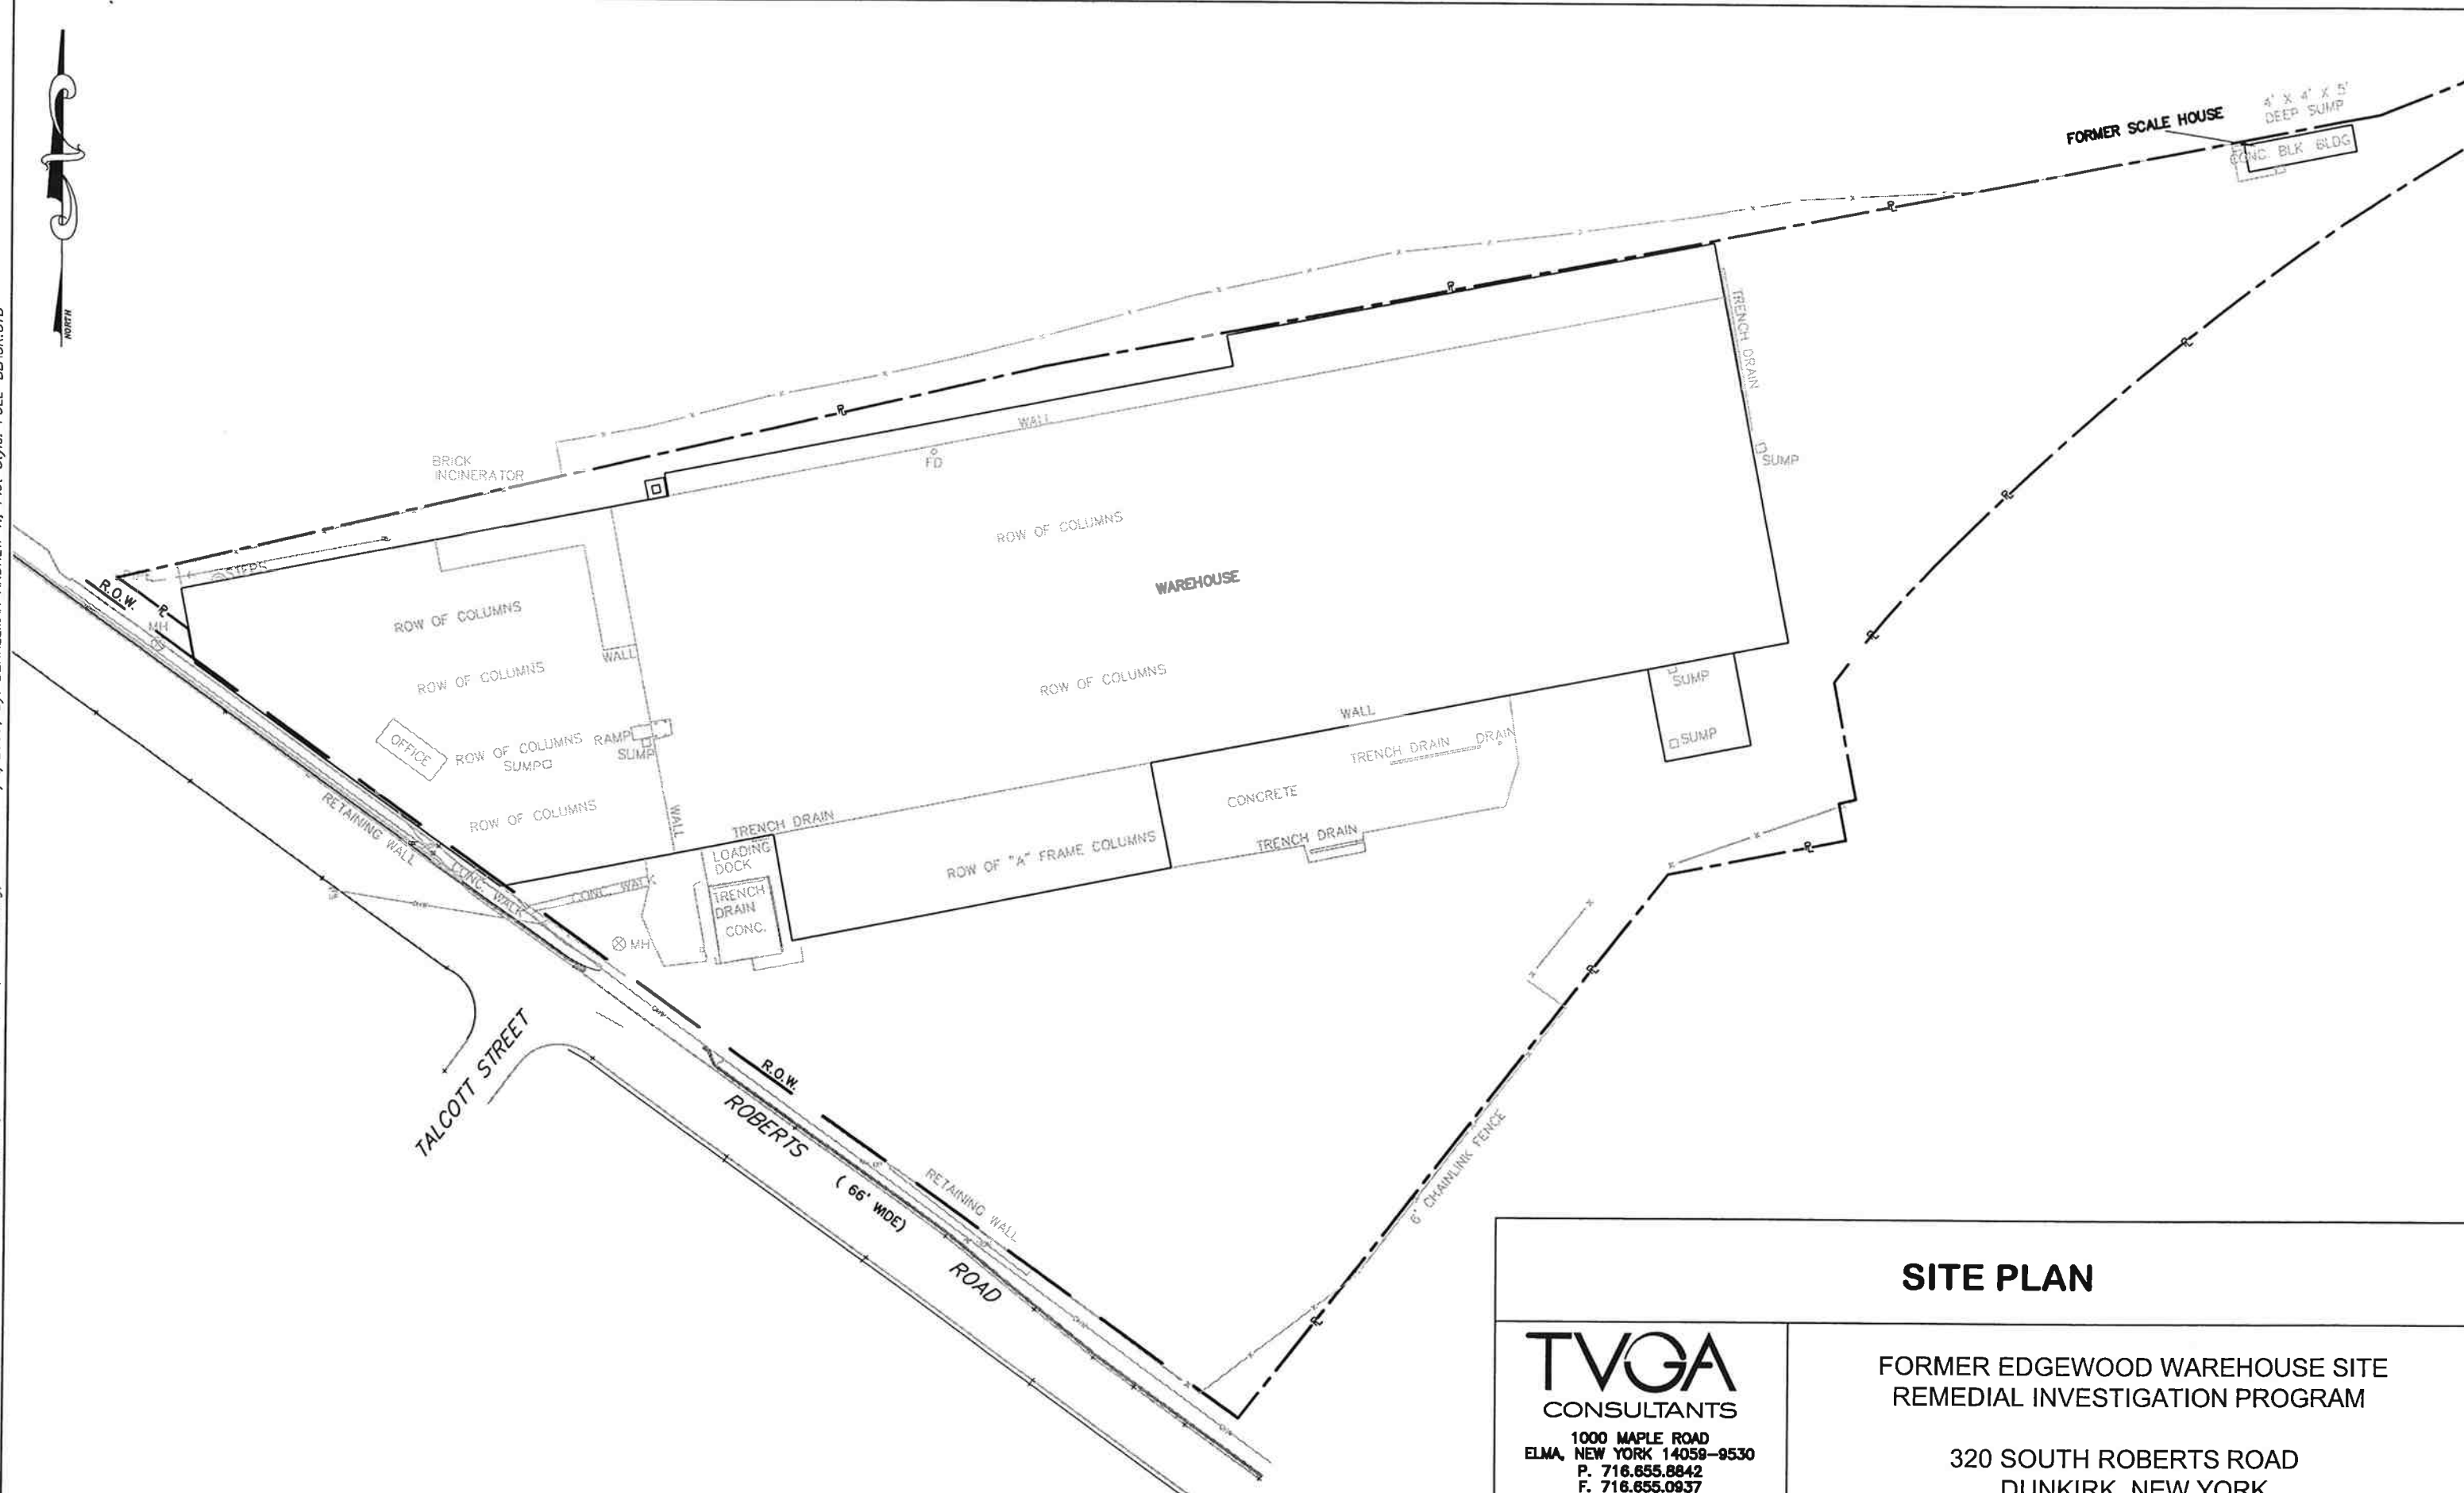 NORTH
FORMER SCALE HOUSE
4' X 4' X 5'
DEEP SUMP
CONC. BLK BLDG
TRENCH DRAIN
SUMP
WALL
FD
BRICK
INCINERATOR
STEPS
R.O.W.
MH
ROW OF COLUMNS
WAREHOUSE
ROW OF COLUMNS
ROW OF COLUMNS
WALL
ROW OF COLUMNS
OFFICE
ROW OF COLUMNS
SUMP
RAMP
SUMP
ROW OF COLUMNS
WALL
SUMP
SUMP
WALL
TRENCH DRAIN
DRAIN
CONCRETE
TRENCH DRAIN
ROW OF "A" FRAME COLUMNS
TRENCH DRAIN
LOADING
DOCK
TRENCH
DRAIN
CONC.
RETAINING WALL
CONC. WALK
CONC. WALK
MH
TALCOTT STREET
R.O.W.
ROBERTS
( 66' WIDE)
ROAD
RETAINING WALL
6' CHAINLINK FENCE
SITE PLAN
TVGA
CONSULTANTS
1000 MAPLE ROAD
ELMA, NEW YORK 14059-9530
P. 716.655.8842
F. 716.655.0937
FORMER EDGEWOOD WAREHOUSE SITE
REMEDIAL INVESTIGATION PROGRAM
320 SOUTH ROBERTS ROAD
DUNKIRK, NEW YORK